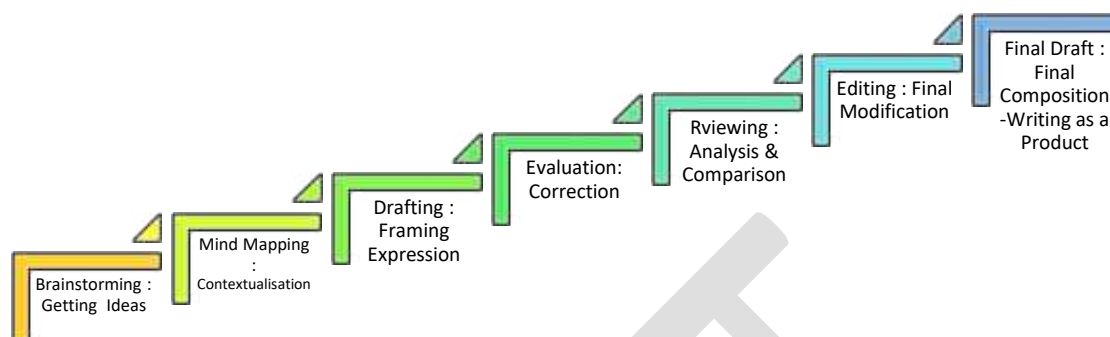 Brainstorming :
Getting Ideas
Mind Mapping
:
Contextualisation
Drafting :
Framing
Expression
Evaluation:
Correction
Rviewing :
Analysis &
Comparison
Editing : Final
Modification
Final Draft :
Final
Composition
-Writing as a
Product